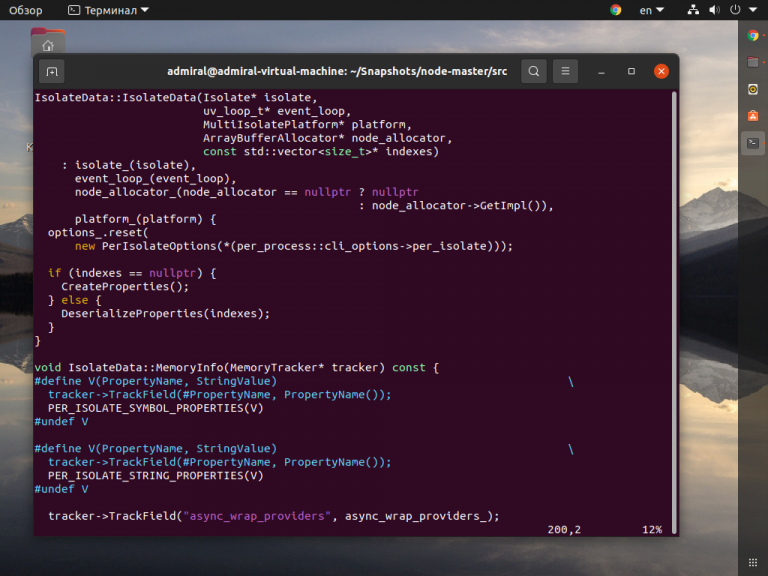 Обзор Терминал en
admiral@admiral-virtual-machine: ~/Snapshots/node-master/src
IsolateData::IsolateData(Isolate* isolate,
uv_loop_t* event_loop,
MultiIsolatePlatform* platform,
ArrayBufferAllocator* node_allocator,
const std::vector<size_t>* indexes)
: isolate_(isolate),
event_loop_(event_loop),
node_allocator_(node_allocator == nullptr ? nullptr
: node_allocator->GetImpl()),
platform_(platform) {
options_.reset(
new PerIsolateOptions(*(per_process::cli_options->per_isolate)));
if (indexes == nullptr) {
CreateProperties();
} else {
DeserializeProperties(indexes);
}
}
void IsolateData::MemoryInfo(MemoryTracker* tracker) const {
#define V(PropertyName, StringValue) \
tracker->TrackField(#PropertyName, PropertyName());
PER_ISOLATE_SYMBOL_PROPERTIES(V)
#undef V
#define V(PropertyName, StringValue) \
tracker->TrackField(#PropertyName, PropertyName());
PER_ISOLATE_STRING_PROPERTIES(V)
#undef V
tracker->TrackField("async_wrap_providers", async_wrap_providers_);
200,2 12%